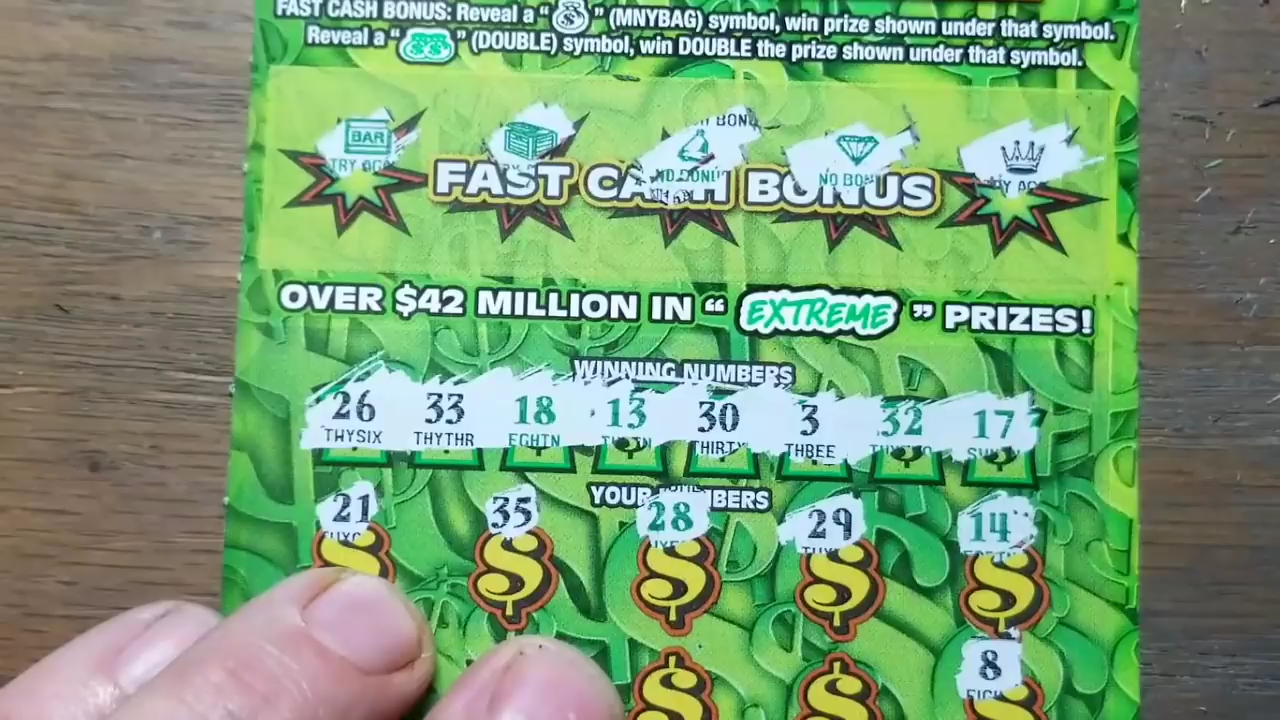 FAST CASH BONUS: Reveal a " " (MNYBAG) symbol, win prize shown under that symbol.
Reveal a " " (DOUBLE) symbol, win DOUBLE the prize shown under that symbol.
BAR
NO BON
FAST CASH BONUS
OVER $42 MILLION IN " EXTREME " PRIZES!
WINNING NUMBERS
26 33 18 13 30 3 32 17
THYSIX THYTHR EGHTN THIRTY THREE
YOUR BERS
21 35 28 29 14
$ $ $ $ $
8
$ $ $